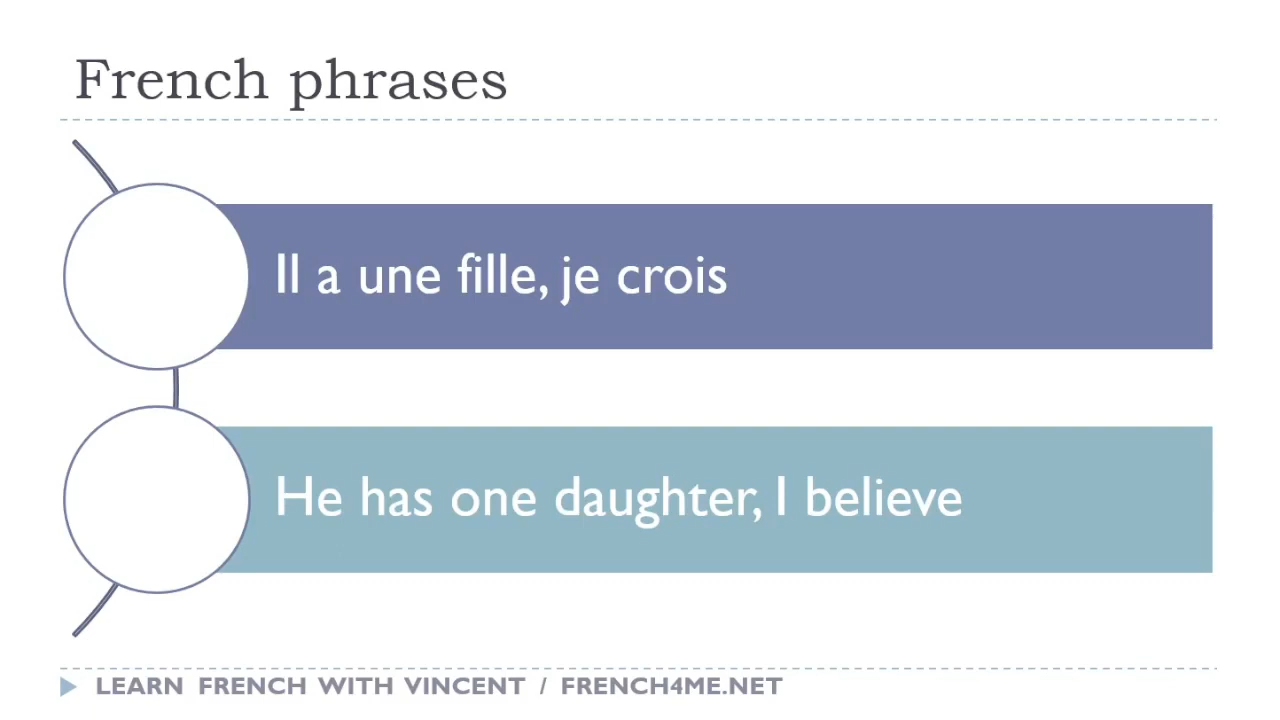 French phrases
Il a une fille, je crois
He has one daughter, I believe
LEARN FRENCH WITH VINCENT / FRENCH4ME.NET